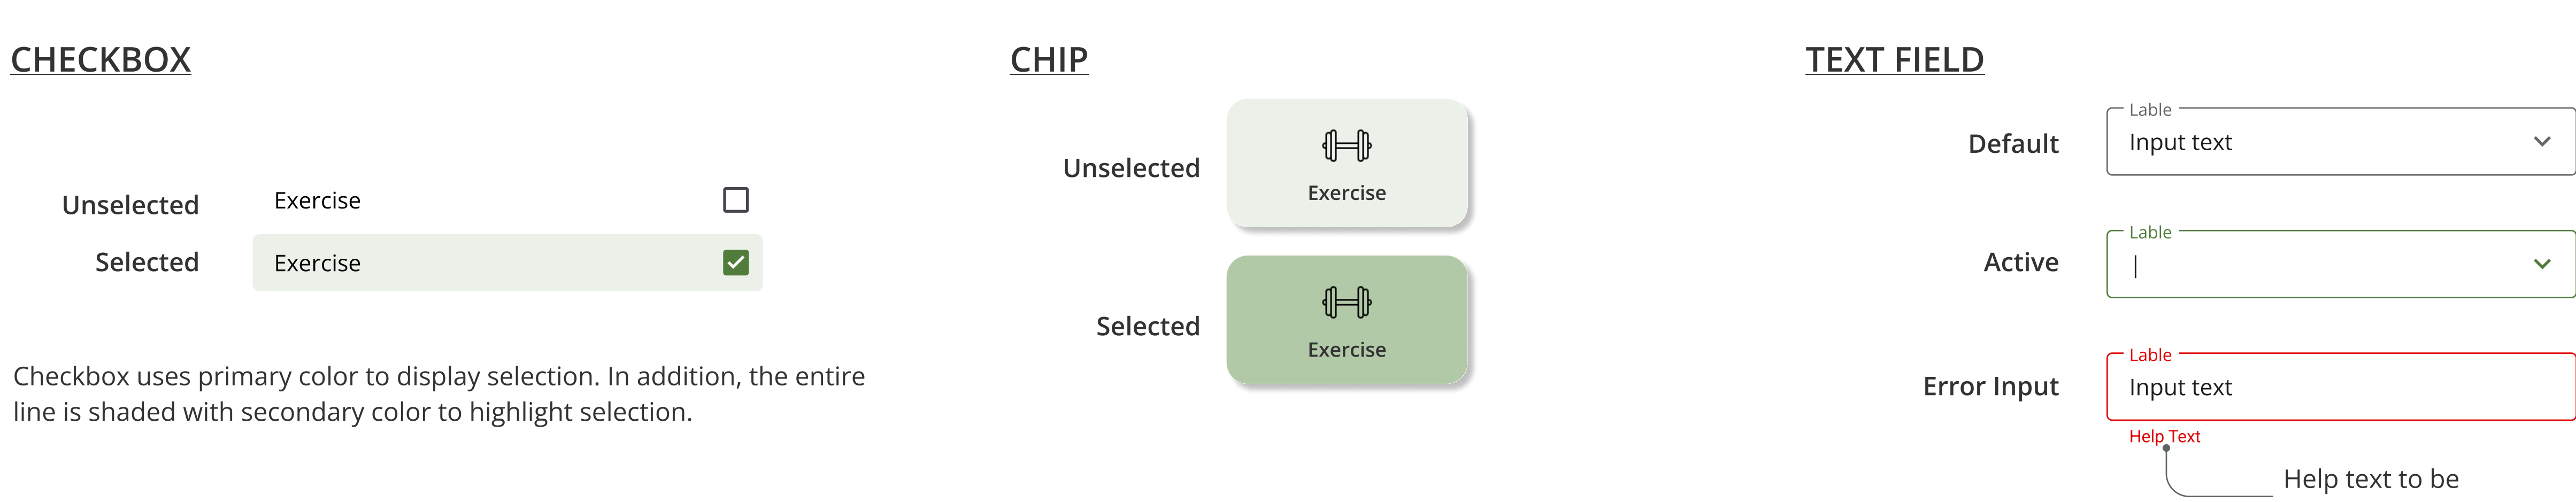 CHECKBOX
Unselected
Exercise
Selected
Exercise
Checkbox uses primary color to display selection. In addition, the entire
line is shaded with secondary color to highlight selection.
CHIP
Unselected
Exercise
Selected
Exercise
TEXT FIELD
Default
Lable
Input text
Active
Lable
Error Input
Lable
Input text
Help Text
Help text to be